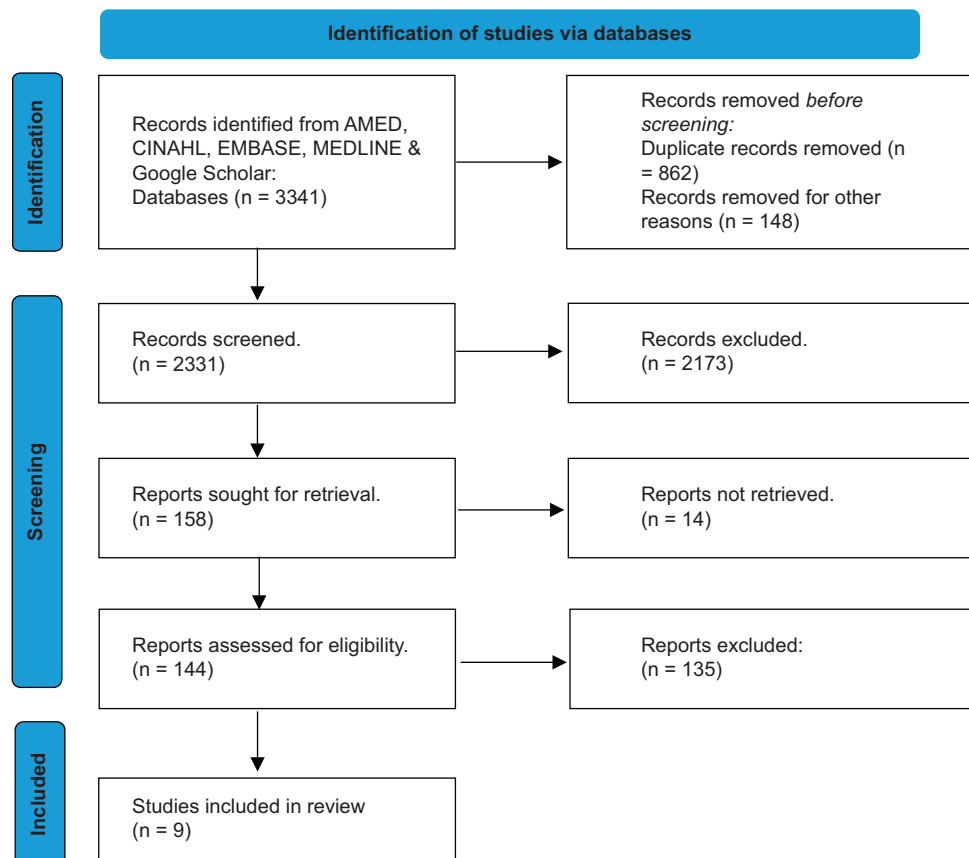 Identification of studies via databases
Identification
Records identified from AMED,
CINAHL, EMBASE, MEDLINE &
Google Scholar:
Databases (n = 3341)
Records removed before
screening:
Duplicate records removed (n
= 862)
Records removed for other
reasons (n = 148)
Screening
Records screened.
(n = 2331)
Records excluded.
(n = 2173)
Reports sought for retrieval.
(n = 158)
Reports not retrieved.
(n = 14)
Reports assessed for eligibility.
(n = 144)
Reports excluded:
(n = 135)
Included
Studies included in review
(n = 9)